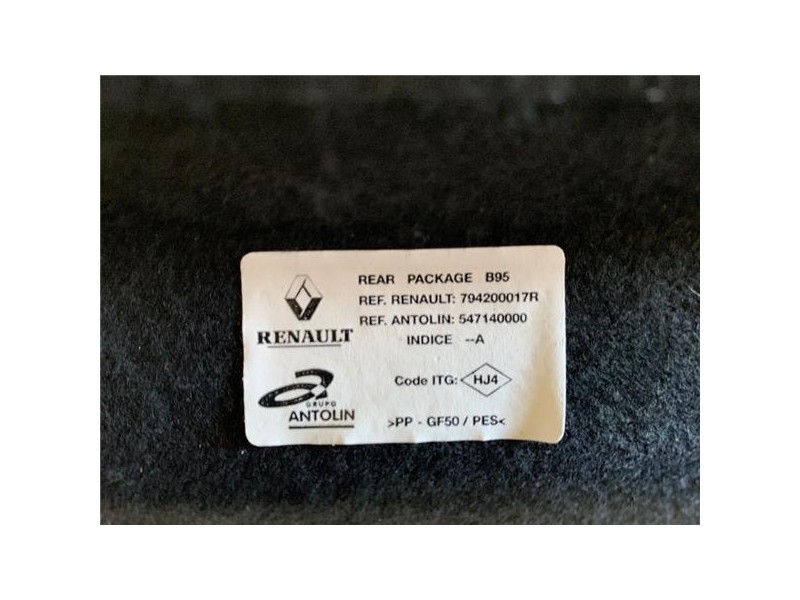 REAR PACKAGE B95
REF. RENAULT: 794200017R
REF. ANTOLIN: 547140000
INDICE --A
RENAULT
Code ITG: HJ4
GRUPO
ANTOLIN
>PP - GF50 / PES<